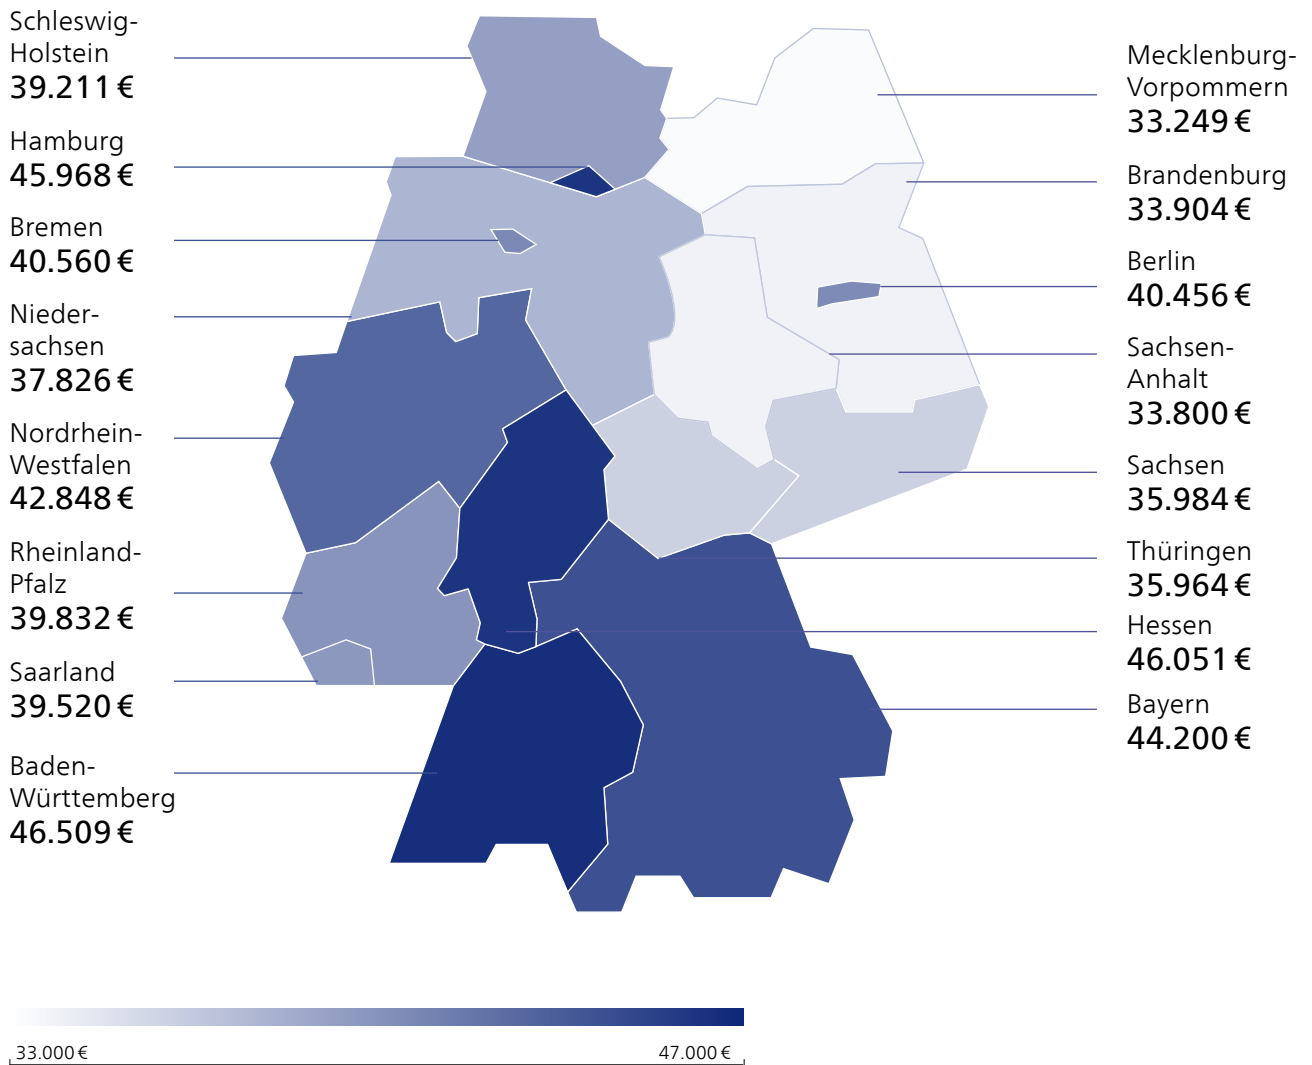 Schleswig-
Holstein
39.211 €
Hamburg
45.968 €
Bremen
40.560 €
Nieder-
sachsen
37.826 €
Nordrhein-
Westfalen
42.848 €
Rheinland-
Pfalz
39.832 €
Saarland
39.520 €
Baden-
Württemberg
46.509 €
Mecklenburg-
Vorpommern
33.249 €
Brandenburg
33.904 €
Berlin
40.456 €
Sachsen-
Anhalt
33.800 €
Sachsen
35.984 €
Thüringen
35.964 €
Hessen
46.051 €
Bayern
44.200 €
33.000 €
47.000 €